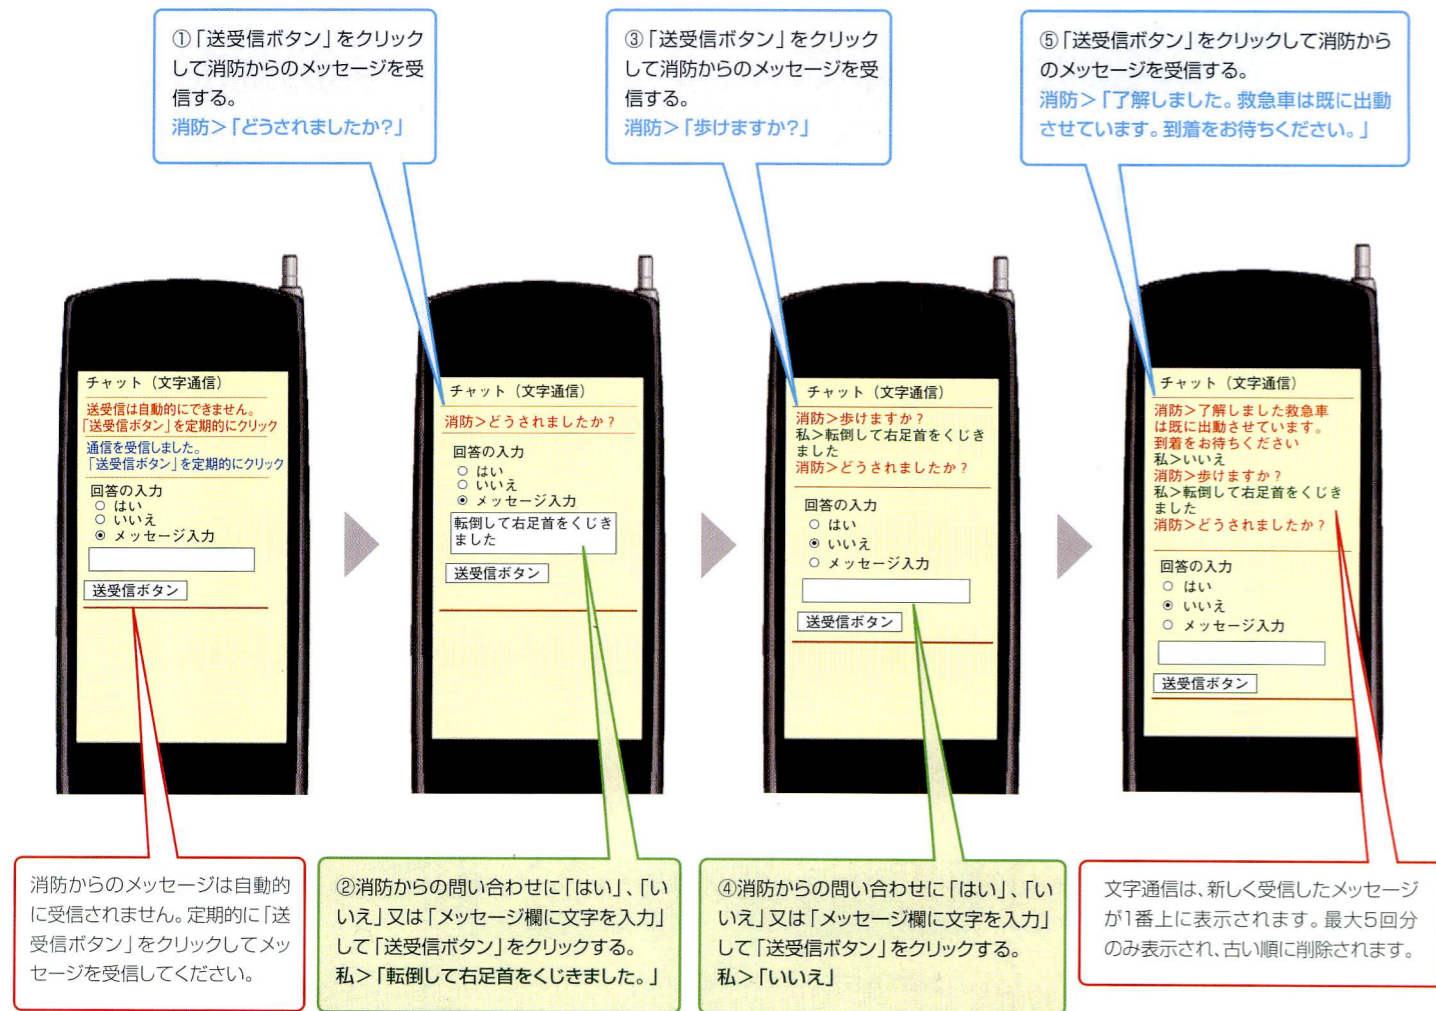 ①「送受信ボタン」をクリック
して消防からのメッセージを受
信する。
消防＞「どうされましたか?」
③「送受信ボタン」をクリック
して消防からのメッセージを受
信する。
消防＞「歩けますか?」
⑤「送受信ボタン」をクリックして消防から
のメッセージを受信する。
消防＞「了解しました。救急車は既に出動
させています。到着をお待ちください。」
チャット（文字通信）
送受信は自動的にできません。
「送受信ボタン」を定期的にクリック
通信を受信しました。
「送受信ボタン」を定期的にクリック
回答の入力
はい
いいえ
メッセージ入力
送受信ボタン
チャット（文字通信）
消防＞どうされましたか？
回答の入力
はい
いいえ
メッセージ入力
転倒して右足首をくじき
ました
送受信ボタン
チャット（文字通信）
消防＞歩けますか？
私＞転倒して右足首をくじき
ました
消防＞どうされましたか？
回答の入力
はい
いいえ
メッセージ入力
送受信ボタン
チャット（文字通信）
消防＞了解しました救急車
は既に出動させています。
到着をお待ちください
私＞いいえ
消防＞歩けますか？
私＞転倒して右足首をくじき
ました
消防＞どうされましたか？
回答の入力
はい
いいえ
メッセージ入力
送受信ボタン
消防からのメッセージは自動的
に受信されません。定期的に「送
受信ボタン」をクリックしてメッ
セージを受信してください。
②消防からの問い合わせに「はい」、「い
いえ」又は「メッセージ欄に文字を入力」
して「送受信ボタン」をクリックする。
私＞「転倒して右足首をくじきました。」
④消防からの問い合わせに「はい」、「い
いえ」又は「メッセージ欄に文字を入力」
して「送受信ボタン」をクリックする。
私＞「いいえ」
文字通信は、新しく受信したメッセージ
が1番上に表示されます。最大5回分
のみ表示され、古い順に削除されます。